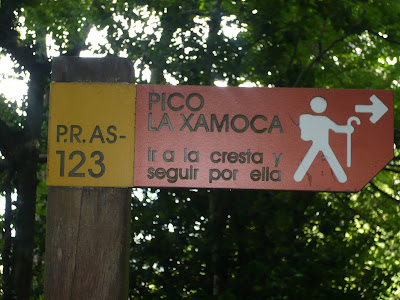 P.R. AS-
123
PICO
LA XAMOCA
ir a la cresta y
seguir por ella